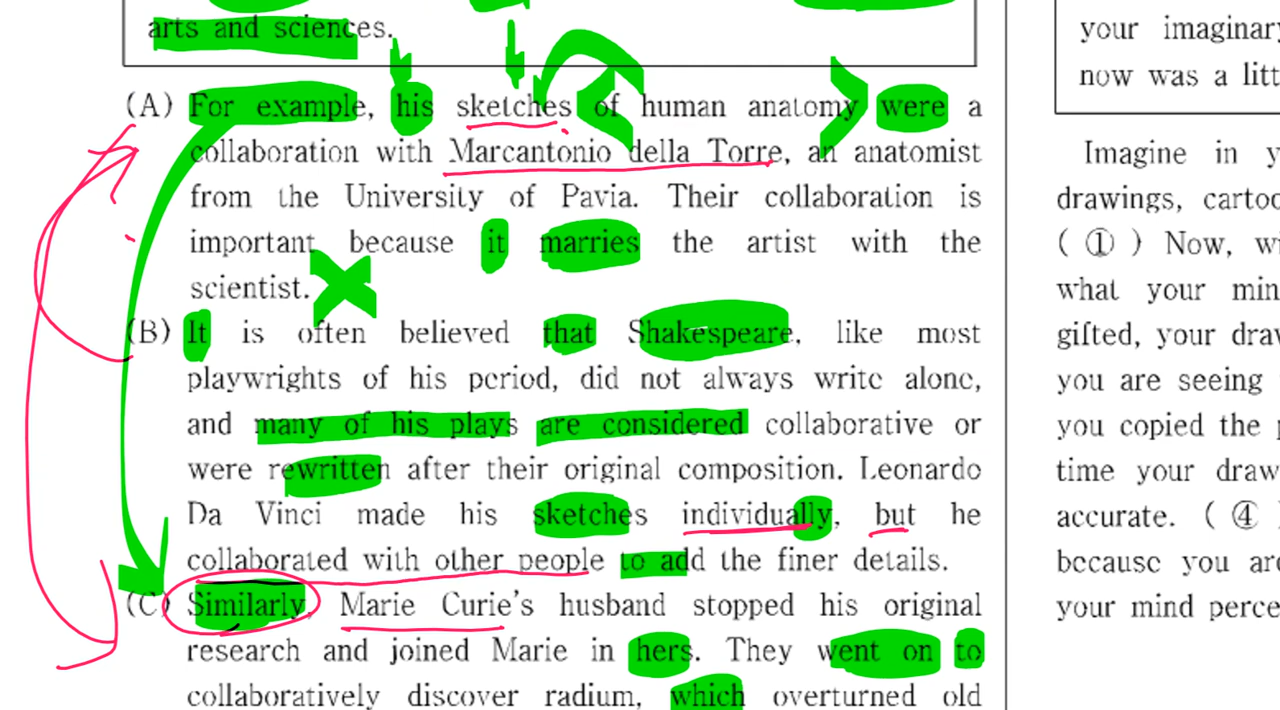 arts and sciences.
(A) For example, his sketches of human anatomy were a
collaboration with Marcantonio della Torre, an anatomist
from the University of Pavia. Their collaboration is
important because it marries the artist with the
scientist.
(B) It is often believed that Shakespeare, like most
playwrights of his period, did not always write alone,
and many of his plays are considered collaborative or
were rewritten after their original composition. Leonardo
Da Vinci made his sketches individually, but he
collaborated with other people to add the finer details.
(C) Similarly, Marie Curie's husband stopped his original
research and joined Marie in hers. They went on to
collaboratively discover radium, which overturned old
your imaginary
now was a litt
Imagine in y
drawings, cartoo
( ① ) Now, wi
what your min
gifted, your draw
you are seeing
you copied the p
time your draw
accurate. ( ④
because you are
your mind perce